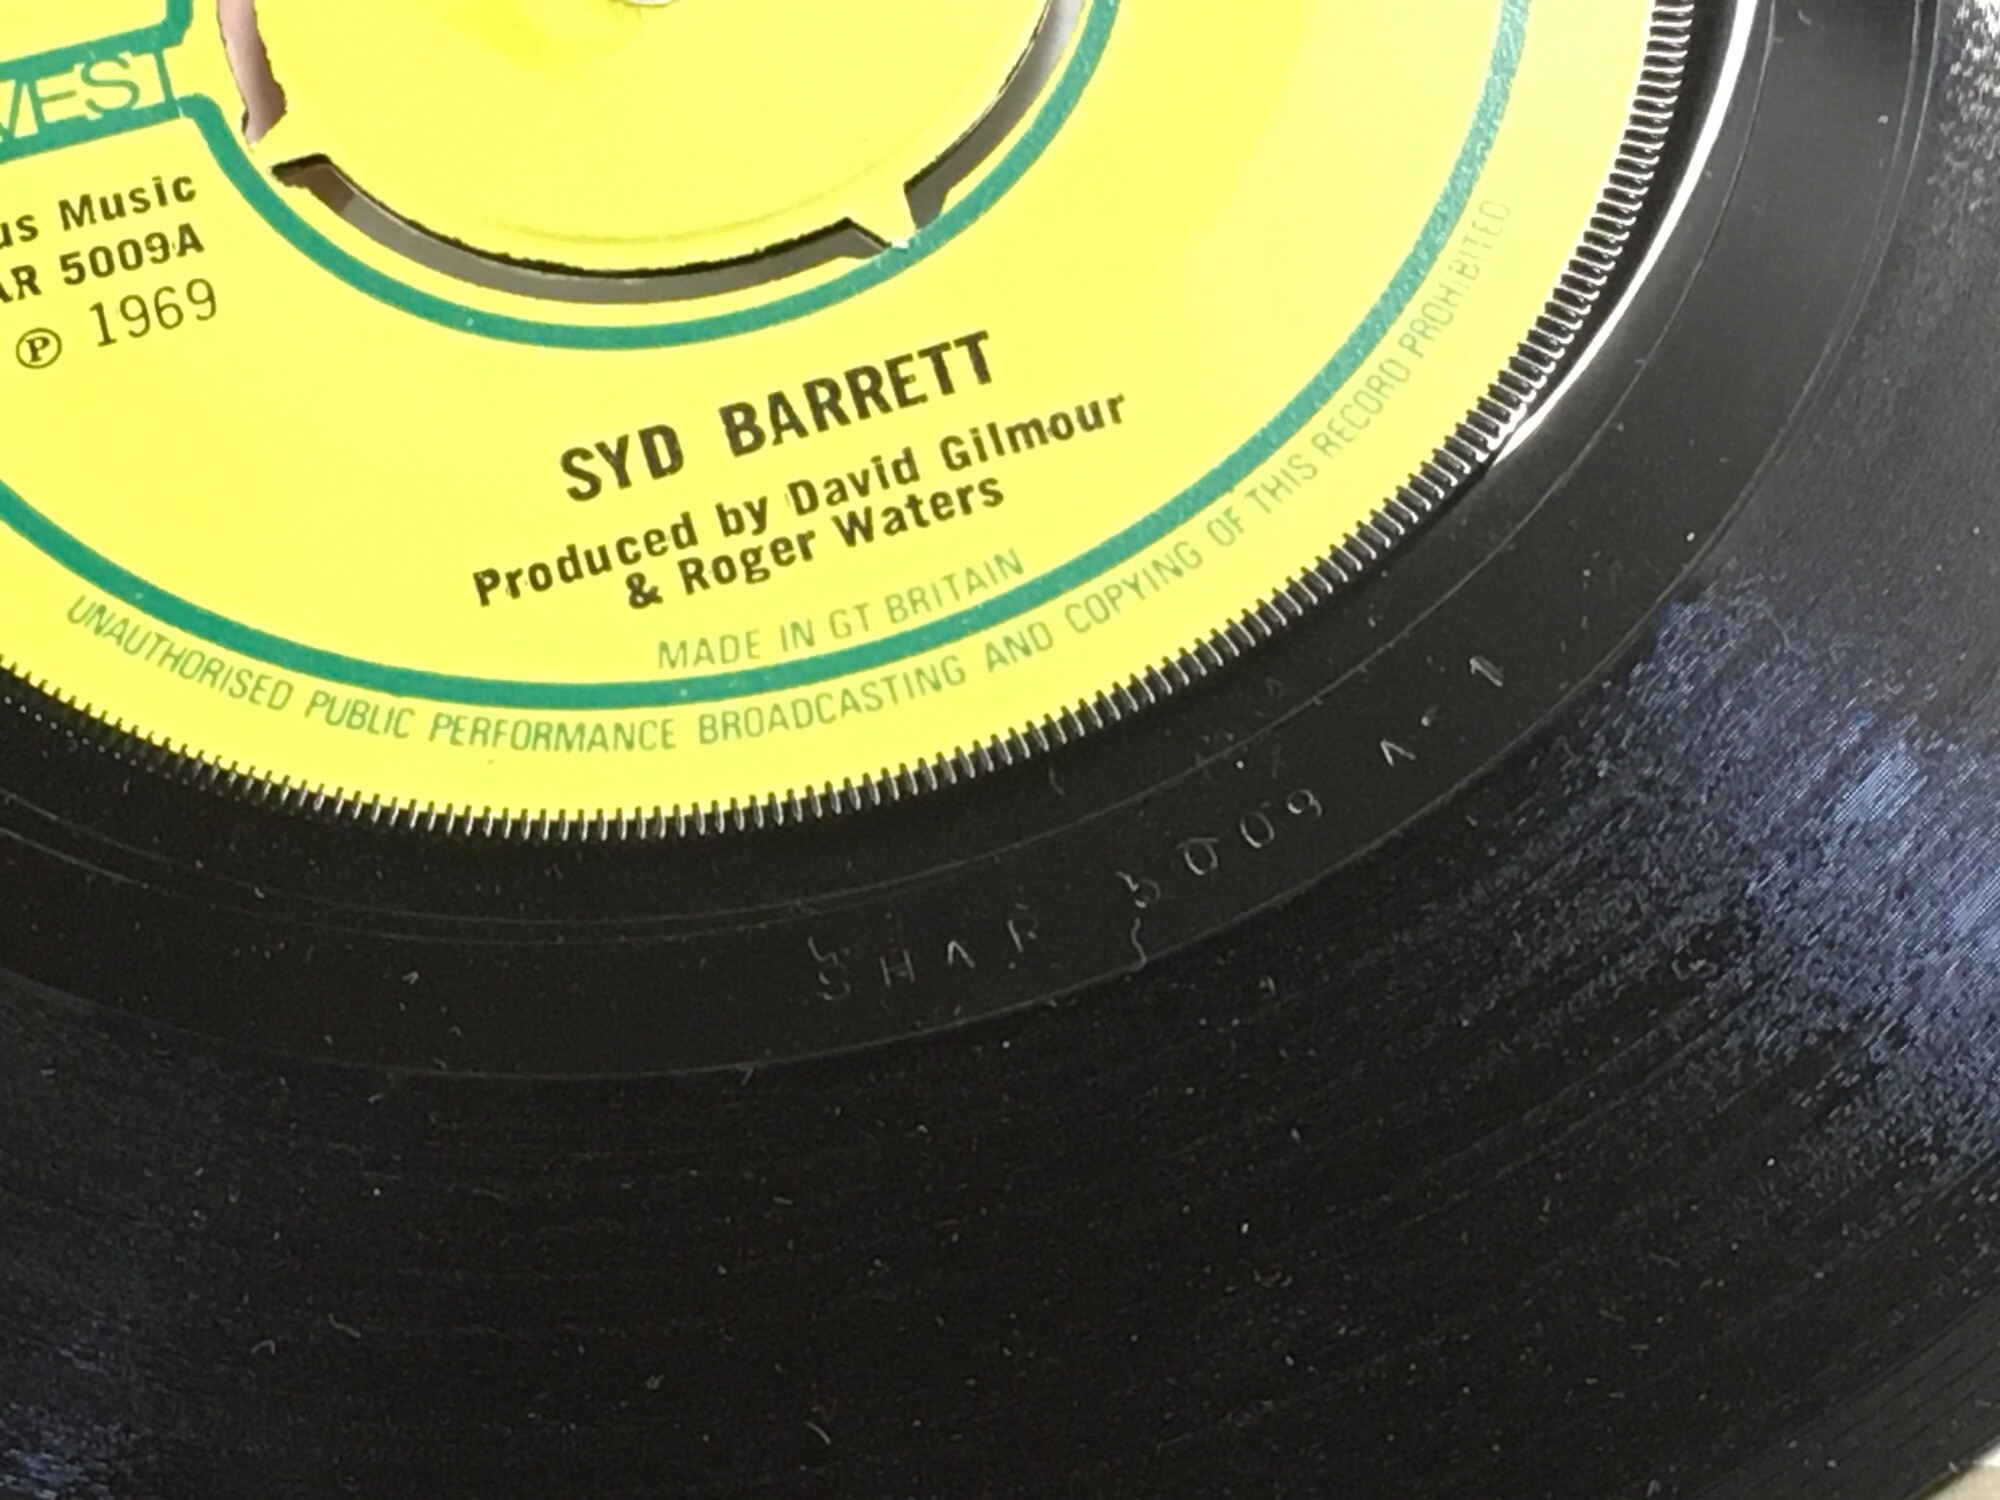 VEST
us Music
AR 5009A
℗ 1969
SYD BARRETT
Produced by David Gilmour
& Roger Waters
MADE IN GT BRITAIN
UNAUTHORISED PUBLIC PERFORMANCE BROADCASTING AND COPYING OF THIS RECORD PROHIBITED
SHAR 5009 A-1